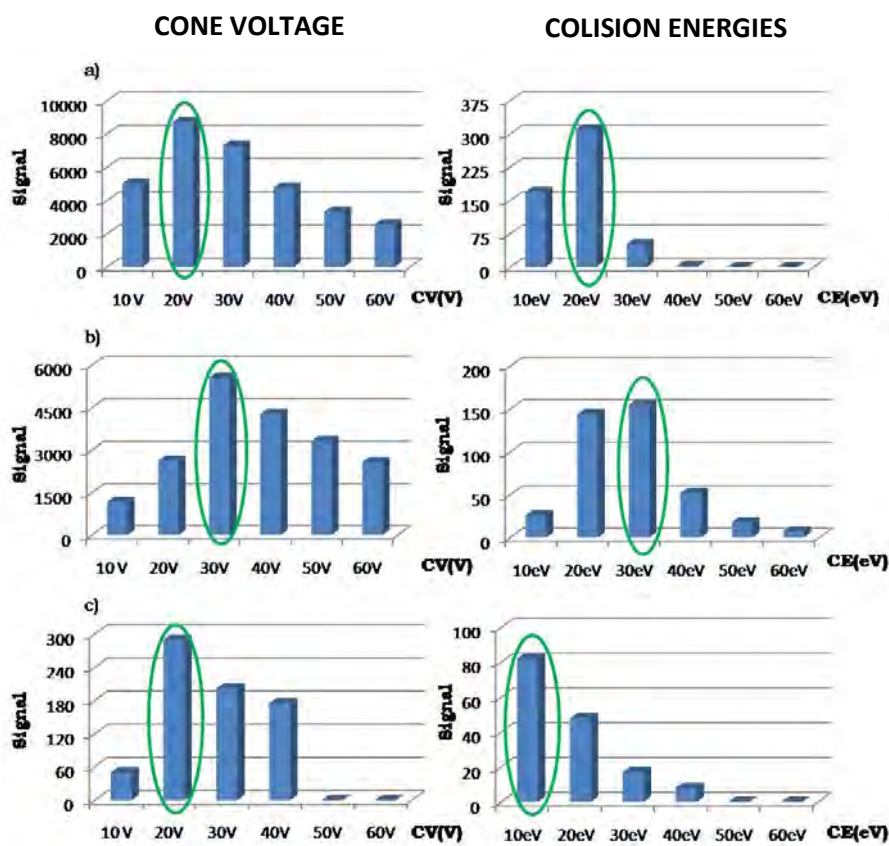 CONE VOLTAGE
COLISION ENERGIES
a)
10000
8000
6000
4000
2000
0
Signal
10 V 20V 30V 40V 50V 60V CV(V)
375
300
225
150
75
0
Signal
10eV 20eV 30eV 40eV 50eV 60eV CE(eV)
b)
6000
4500
3000
1500
0
Signal
10 V 20V 30V 40V 50V 60V CV(V)
200
150
100
50
0
Signal
10eV 20eV 30eV 40eV 50eV 60eV CE(eV)
c)
300
240
180
120
60
0
Signal
10 V 20V 30V 40V 50V 60V CV(V)
100
80
60
40
20
0
Signal
10eV 20eV 30eV 40eV 50eV 60eV CE(eV)